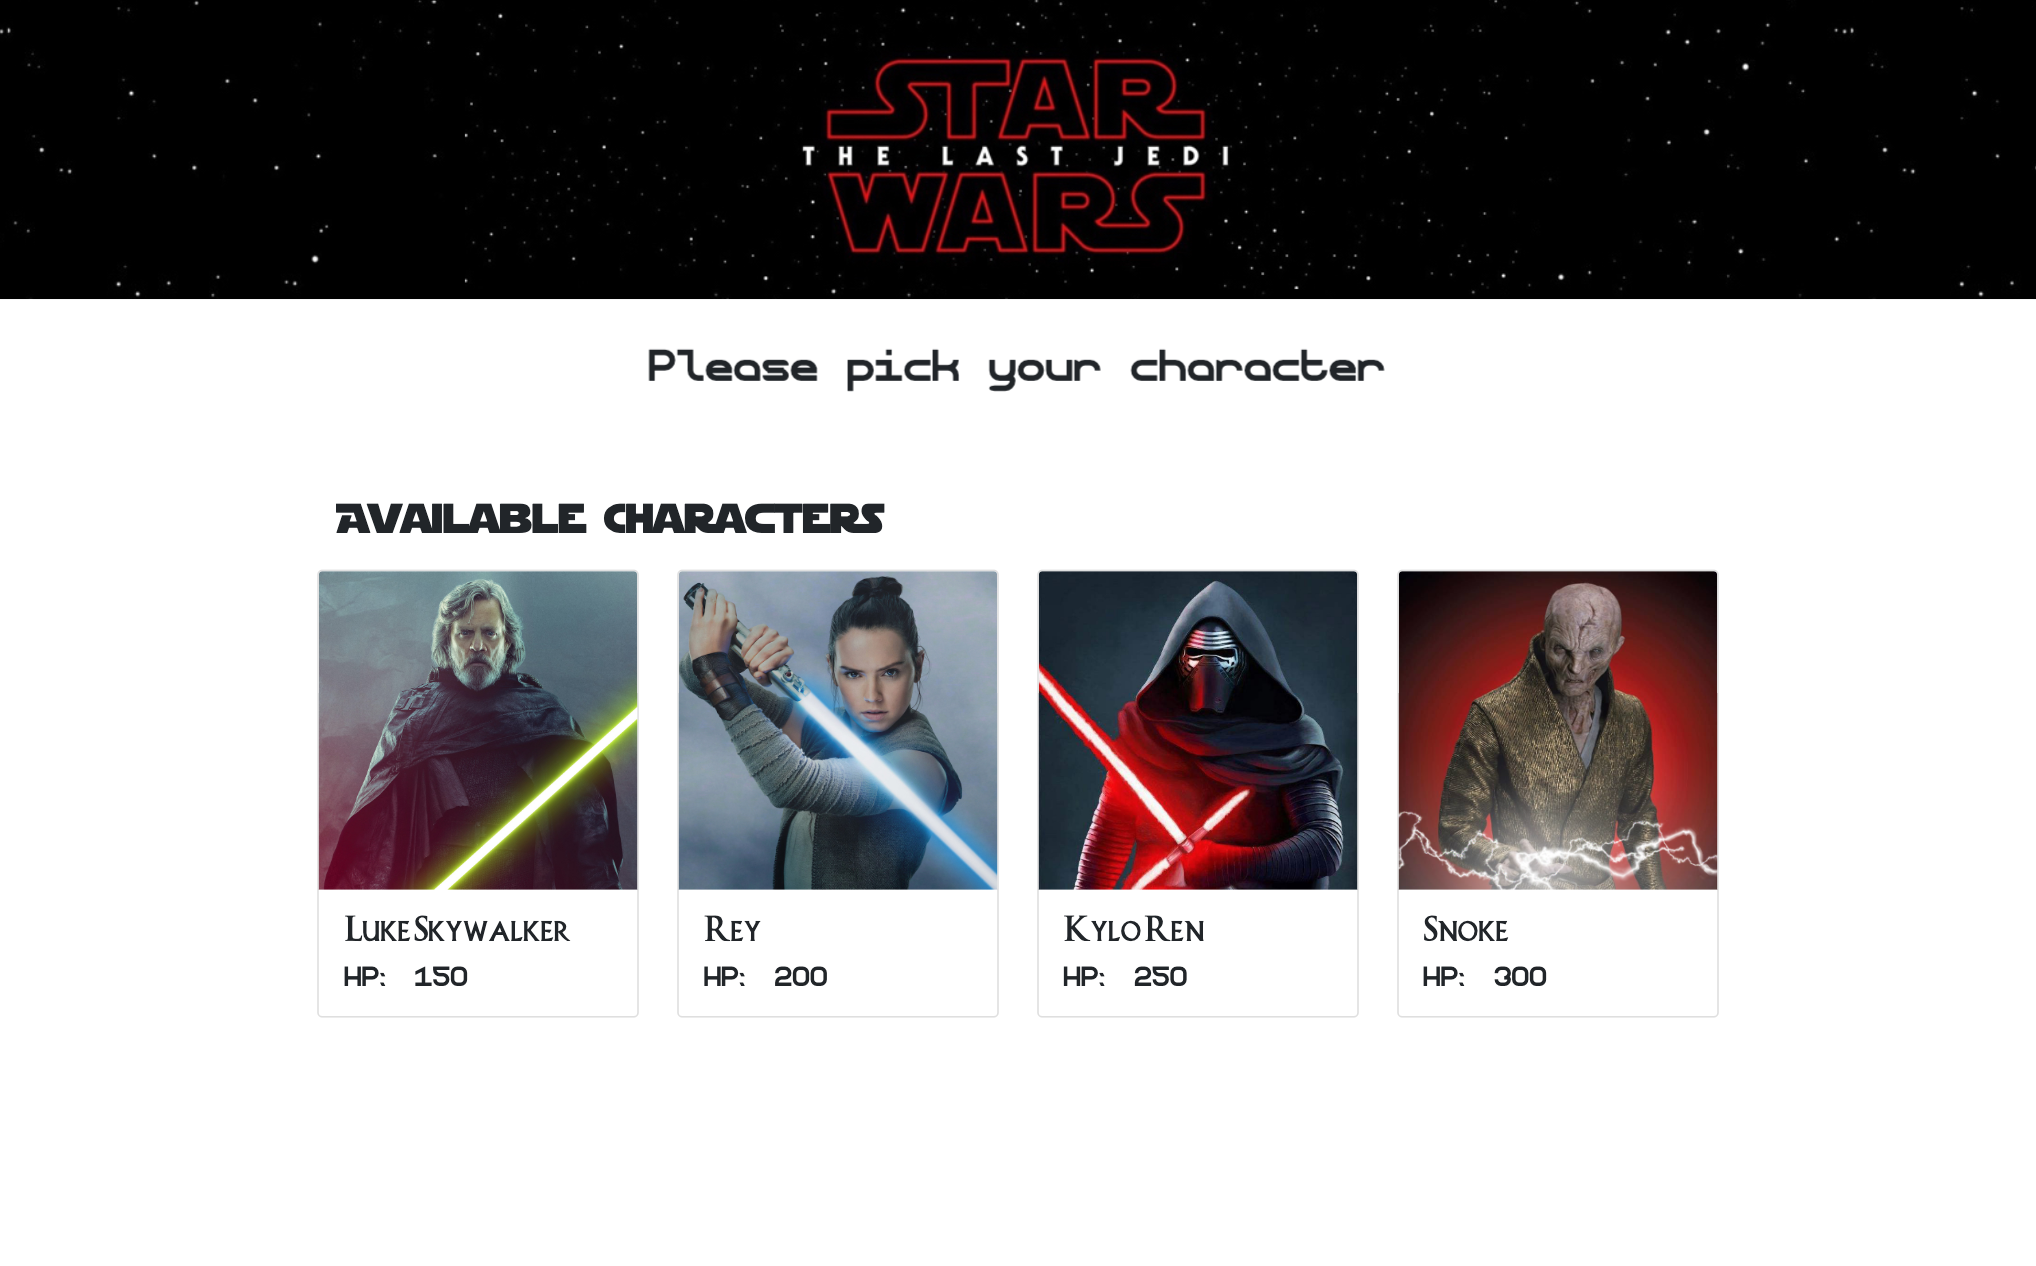 STAR
THE LAST JEDI
WARS
Please pick your character
Available Characters
Luke Skywalker
HP: 150
Rey
HP: 200
Kylo Ren
HP: 250
Snoke
HP: 300